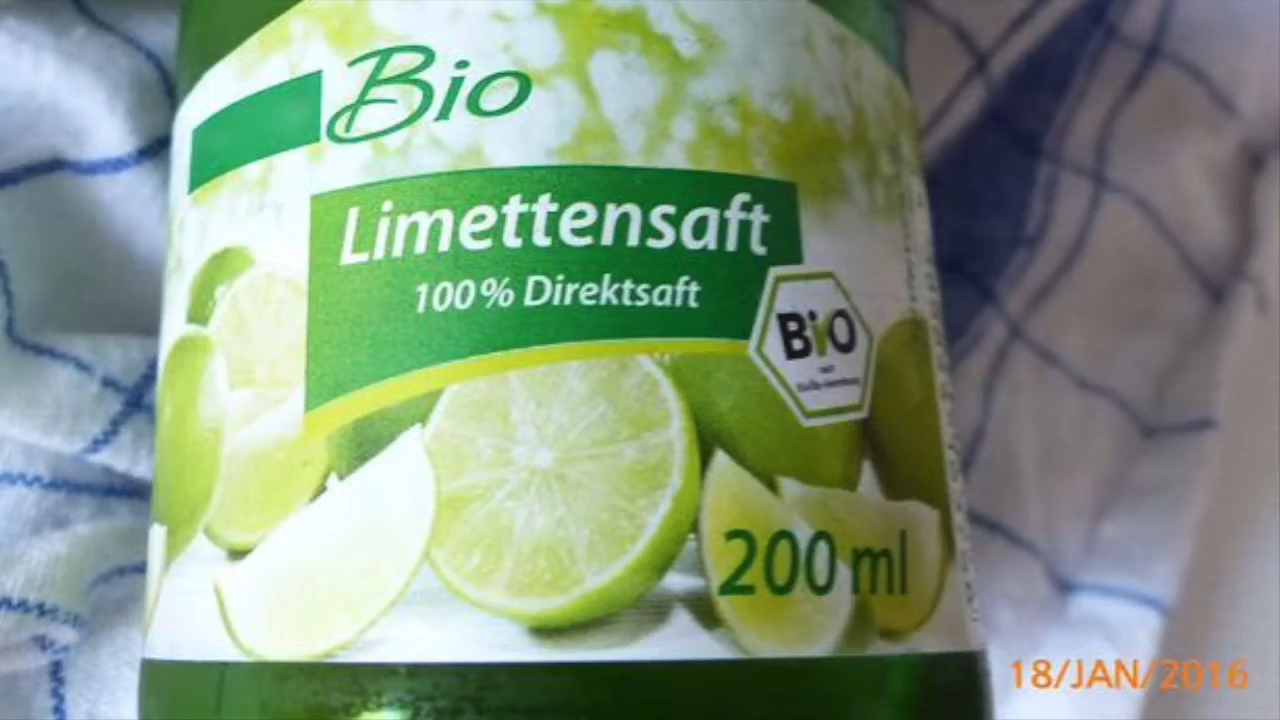 Bio
Limettensaft
100% Direktsaft
BiO
200 ml
18/JAN/2016